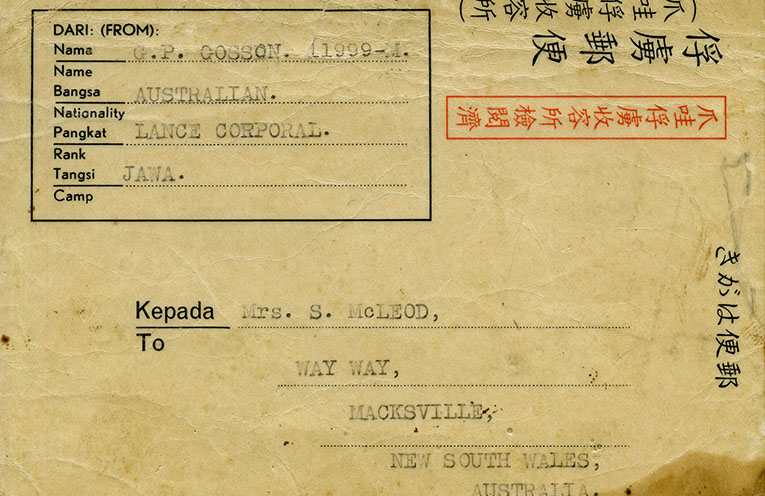 DARI: (FROM):
Nama G.P. GOSSON. (1999-M.
Name
Bangsa AUSTRALIAN.
Nationality
Pangkat LANCE CORPORAL.
Rank
Tangsi JAWA.
Camp
(爪哇俘虜收容所
俘虜郵便
爪哇俘虜收容所檢閱濟
郵便はがき
Kepada Mrs. S. McLEOD,
To
WAY WAY,
MACKSVILLE,
NEW SOUTH WALES,
AUSTRALIA.